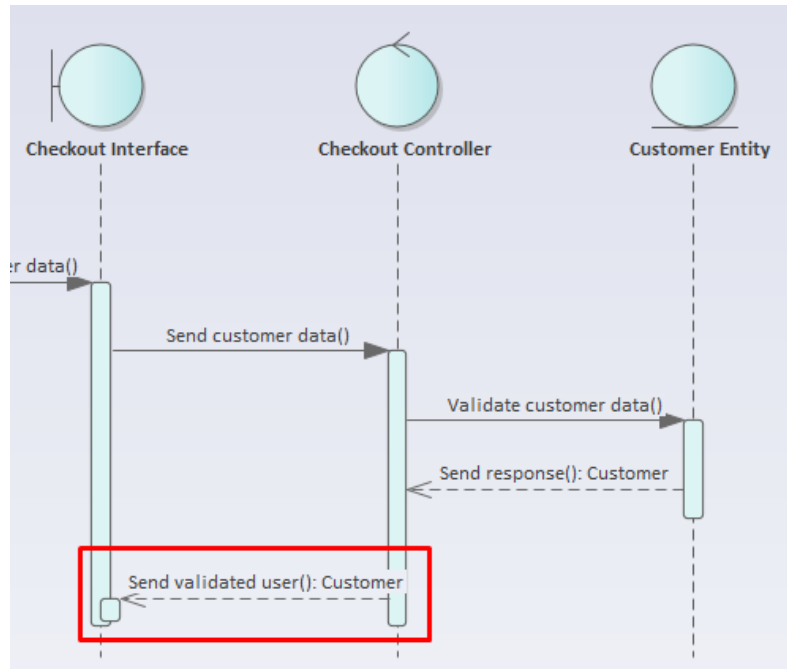 Checkout Interface
Checkout Controller
Customer Entity
er data()
Send customer data()
Validate customer data()
Send response(): Customer
Send validated user(): Customer